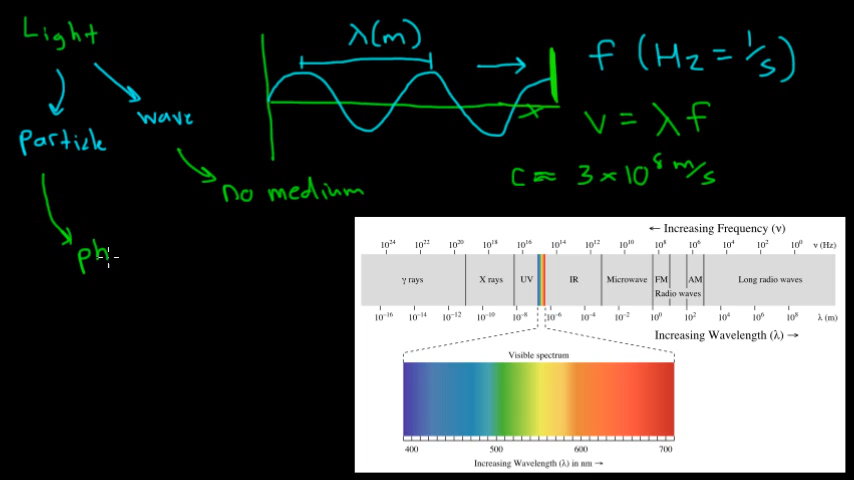 Light
particle
wave
no medium
ph
λ(m)
f (Hz = 1/s)
v = λf
c ≈ 3×10⁸ m/s
← Increasing Frequency (ν)
10²⁴ 10²² 10²⁰ 10¹⁸ 10¹⁶ 10¹⁴ 10¹² 10¹⁰ 10⁸ 10⁶ 10⁴ 10² 10⁰ ν (Hz)
γ rays X rays UV IR Microwave FM AM Long radio waves
Radio waves
10⁻¹⁶ 10⁻¹⁴ 10⁻¹² 10⁻¹⁰ 10⁻⁸ 10⁻⁶ 10⁻⁴ 10⁻² 10⁰ 10² 10⁴ 10⁶ 10⁸ λ (m)
Increasing Wavelength (λ) →
Visible spectrum
400 500 600 700
Increasing Wavelength (λ) in nm →